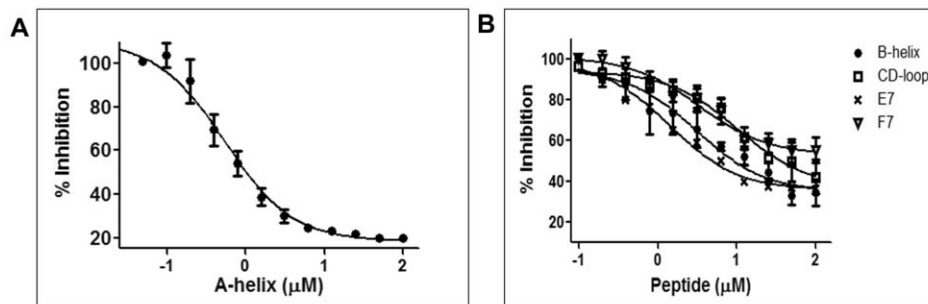 A
% Inhibition
100
80
60
40
20
-1
0
1
2
A-helix (μM)
B
% Inhibition
100
80
60
40
20
-1
0
1
2
Peptide (μM)
B-helix
CD-loop
E7
F7